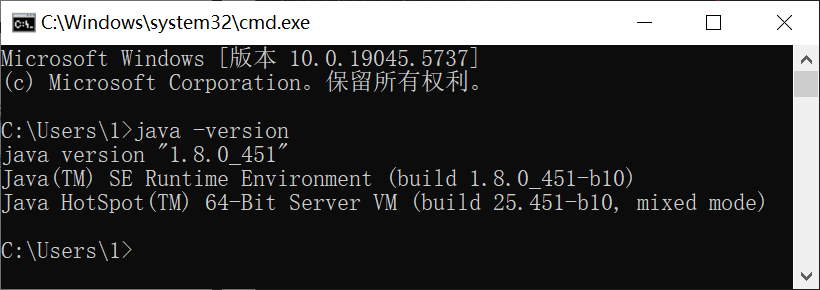 C:\Windows\system32\cmd.exe
Microsoft Windows [版本 10.0.19045.5737]
(c) Microsoft Corporation。保留所有权利。
C:\Users\1>java -version
java version "1.8.0_451"
Java(TM) SE Runtime Environment (build 1.8.0_451-b10)
Java HotSpot(TM) 64-Bit Server VM (build 25.451-b10, mixed mode)
C:\Users\1>